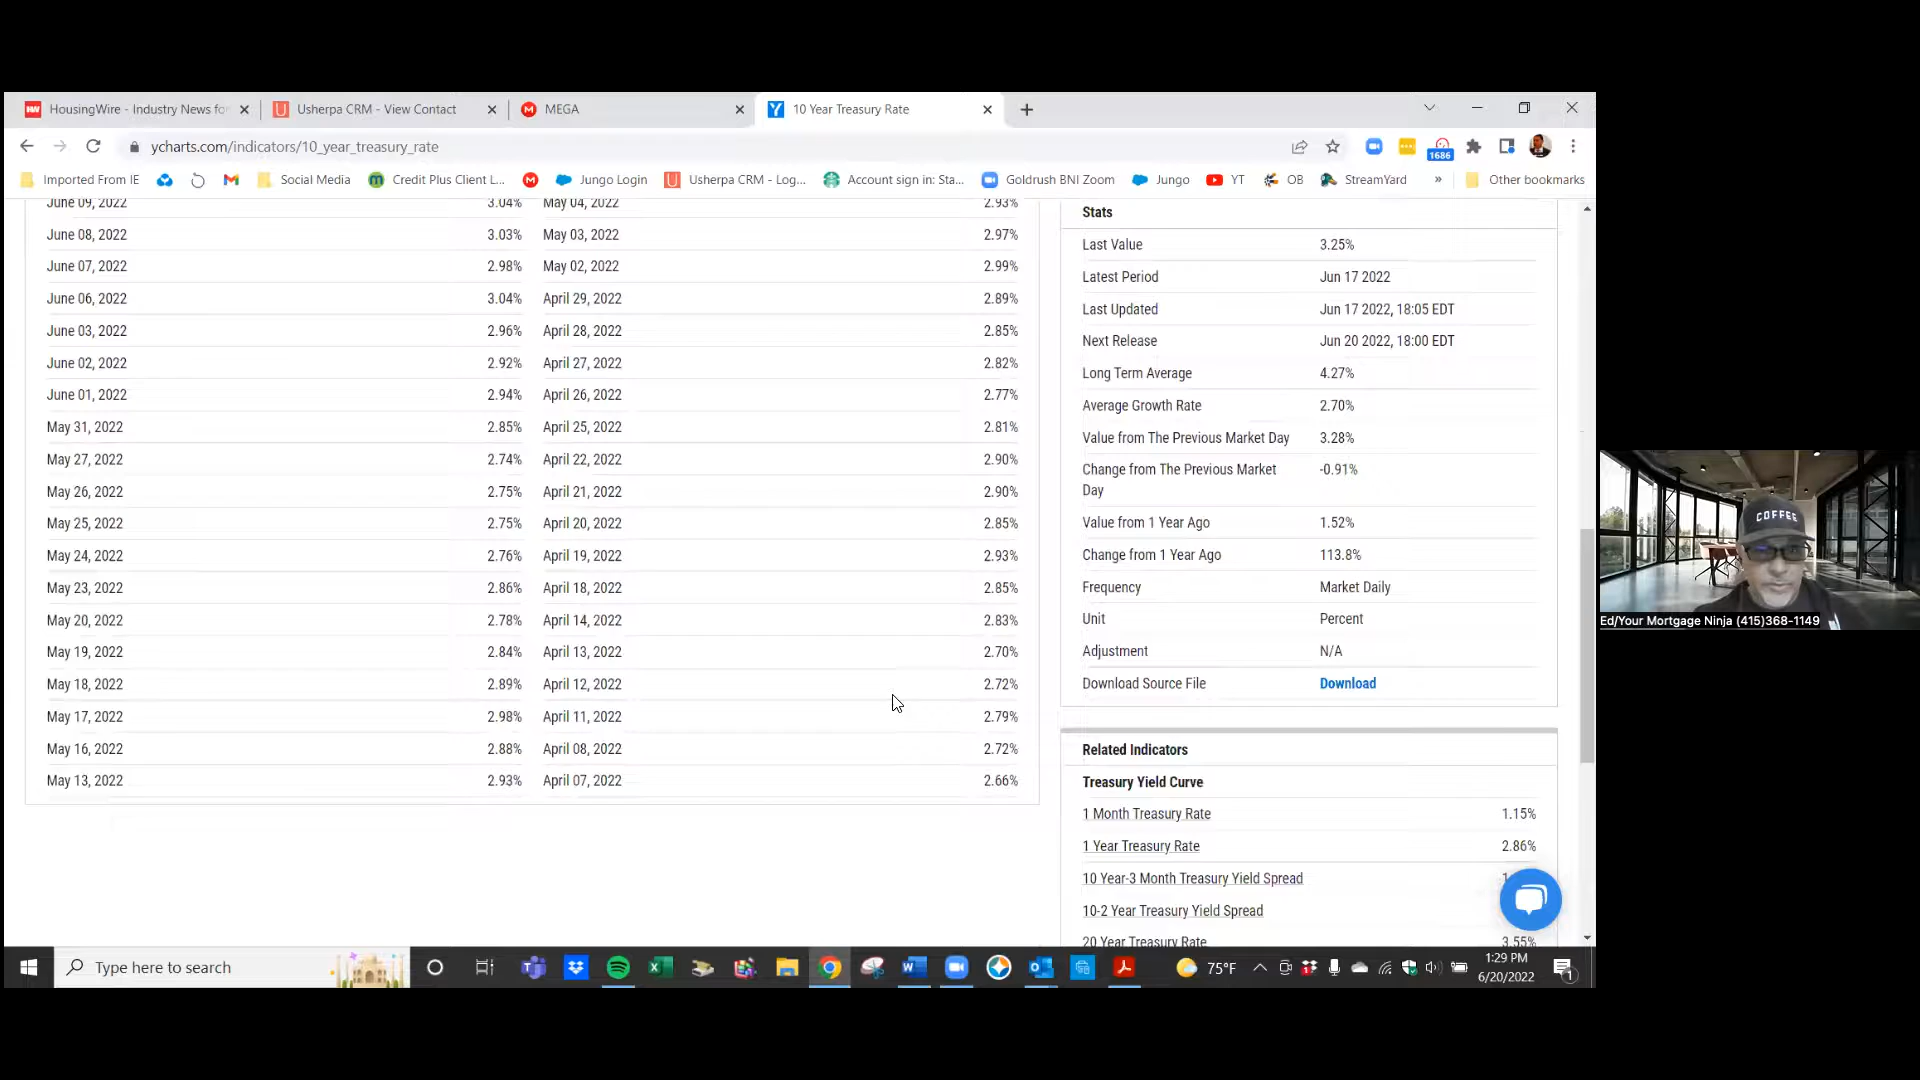 HousingWire - Industry News fo
Usherpa CRM - View Contact
MEGA
10 Year Treasury Rate
ycharts.com/indicators/10_year_treasury_rate
1686
Imported From IE
Social Media
Credit Plus Client L...
Jungo Login
Usherpa CRM - Log...
Account sign in: Sta...
Goldrush BNI Zoom
Jungo
YT
OB
StreamYard
»
Other bookmarks
June 09, 2022 3.04% May 04, 2022 2.93%
June 08, 2022 3.03% May 03, 2022 2.97%
June 07, 2022 2.98% May 02, 2022 2.99%
June 06, 2022 3.04% April 29, 2022 2.89%
June 03, 2022 2.96% April 28, 2022 2.85%
June 02, 2022 2.92% April 27, 2022 2.82%
June 01, 2022 2.94% April 26, 2022 2.77%
May 31, 2022 2.85% April 25, 2022 2.81%
May 27, 2022 2.74% April 22, 2022 2.90%
May 26, 2022 2.75% April 21, 2022 2.90%
May 25, 2022 2.75% April 20, 2022 2.85%
May 24, 2022 2.76% April 19, 2022 2.93%
May 23, 2022 2.86% April 18, 2022 2.85%
May 20, 2022 2.78% April 14, 2022 2.83%
May 19, 2022 2.84% April 13, 2022 2.70%
May 18, 2022 2.89% April 12, 2022 2.72%
May 17, 2022 2.98% April 11, 2022 2.79%
May 16, 2022 2.88% April 08, 2022 2.72%
May 13, 2022 2.93% April 07, 2022 2.66%
Stats
Last Value 3.25%
Latest Period Jun 17 2022
Last Updated Jun 17 2022, 18:05 EDT
Next Release Jun 20 2022, 18:00 EDT
Long Term Average 4.27%
Average Growth Rate 2.70%
Value from The Previous Market Day 3.28%
Change from The Previous Market -0.91%
Day
Value from 1 Year Ago 1.52%
Change from 1 Year Ago 113.8%
Frequency Market Daily
Unit Percent
Adjustment N/A
Download Source File Download
Related Indicators
Treasury Yield Curve
1 Month Treasury Rate 1.15%
1 Year Treasury Rate 2.86%
10 Year-3 Month Treasury Yield Spread
10-2 Year Treasury Yield Spread
20 Year Treasury Rate 3.55%
COFFEE
Ed/Your Mortgage Ninja (415)368-1149
Type here to search
75°F
1:29 PM
6/20/2022
1